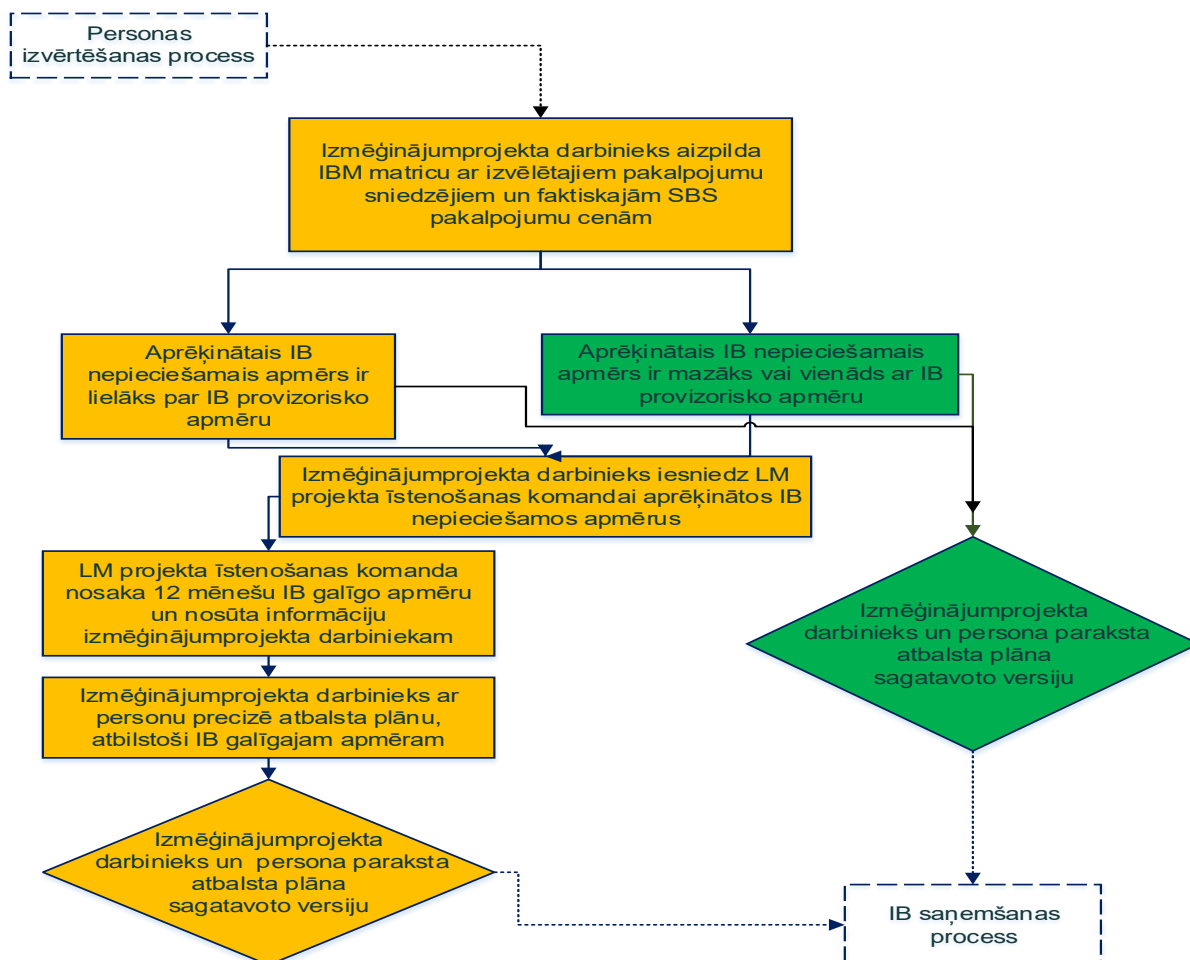 Personas
izvērtēšanas process
Izmēģinājumprojekta darbinieks aizpilda
IBM matricu ar izvēlētajiem pakalpojumu
sniedzējiem un faktiskajām SBS
pakalpojumu cenām
Aprēķinātais IB
nepieciešamais apmērs ir
lielāks par IB provizorisko
apmēru
Aprēķinātais IB nepieciešamais
apmērs ir mazāks vai vienāds ar IB
provizorisko apmēru
Izmēģinājumprojekta darbinieks iesniedz LM
projekta īstenošanas komandai aprēķinātos IB
nepieciešamos apmērus
LM projekta īstenošanas komanda
nosaka 12 mēnešu IB galīgo apmēru
un nosūta informāciju
izmēģinājumprojekta darbiniekam
Izmēģinājumprojekta
darbinieks un persona paraksta
atbalsta plāna
sagatavoto versiju
Izmēģinājumprojekta darbinieks ar
personu precizē atbalsta plānu,
atbilstoši IB galīgajam apmēram
Izmēģinājumprojekta
darbinieks un  persona paraksta
atbalsta plāna
sagatavoto versiju
IB saņemšanas
process